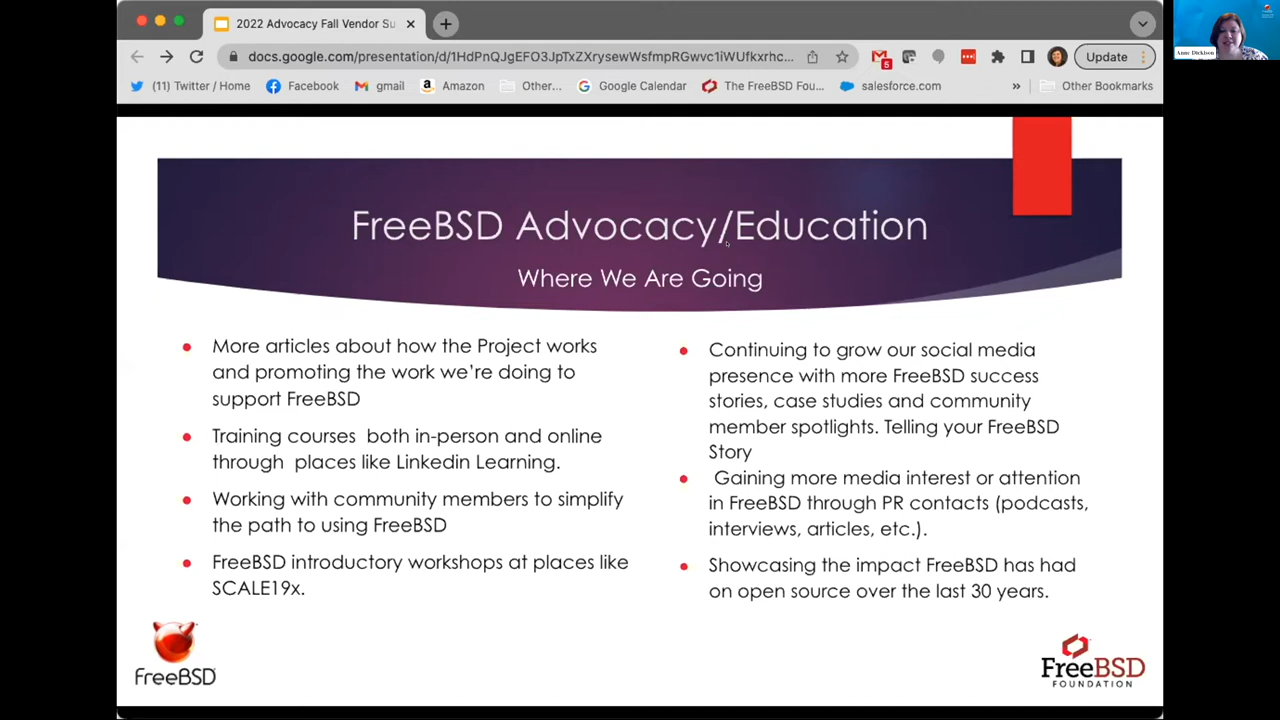 2022 Advocacy Fall Vendor Su
docs.google.com/presentation/d/1HdPnQJgEFO3JpTxZXrysewWsfmpRGwvc1iWUfkxrhc...
5
Update
(11) Twitter / Home
Facebook
gmail
Amazon
Other...
Google Calendar
The FreeBSD Fou...
salesforce.com
»
Other Bookmarks
Anne Dickison
FreeBSD Advocacy/Education
Where We Are Going
More articles about how the Project works
and promoting the work we're doing to
support FreeBSD
Training courses both in-person and online
through places like Linkedin Learning.
Working with community members to simplify
the path to using FreeBSD
FreeBSD introductory workshops at places like
SCALE19x.
Continuing to grow our social media
presence with more FreeBSD success
stories, case studies and community
member spotlights. Telling your FreeBSD
Story
Gaining more media interest or attention
in FreeBSD through PR contacts (podcasts,
interviews, articles, etc.).
Showcasing the impact FreeBSD has had
on open source over the last 30 years.
FreeBSD
FreeBSD
FOUNDATION